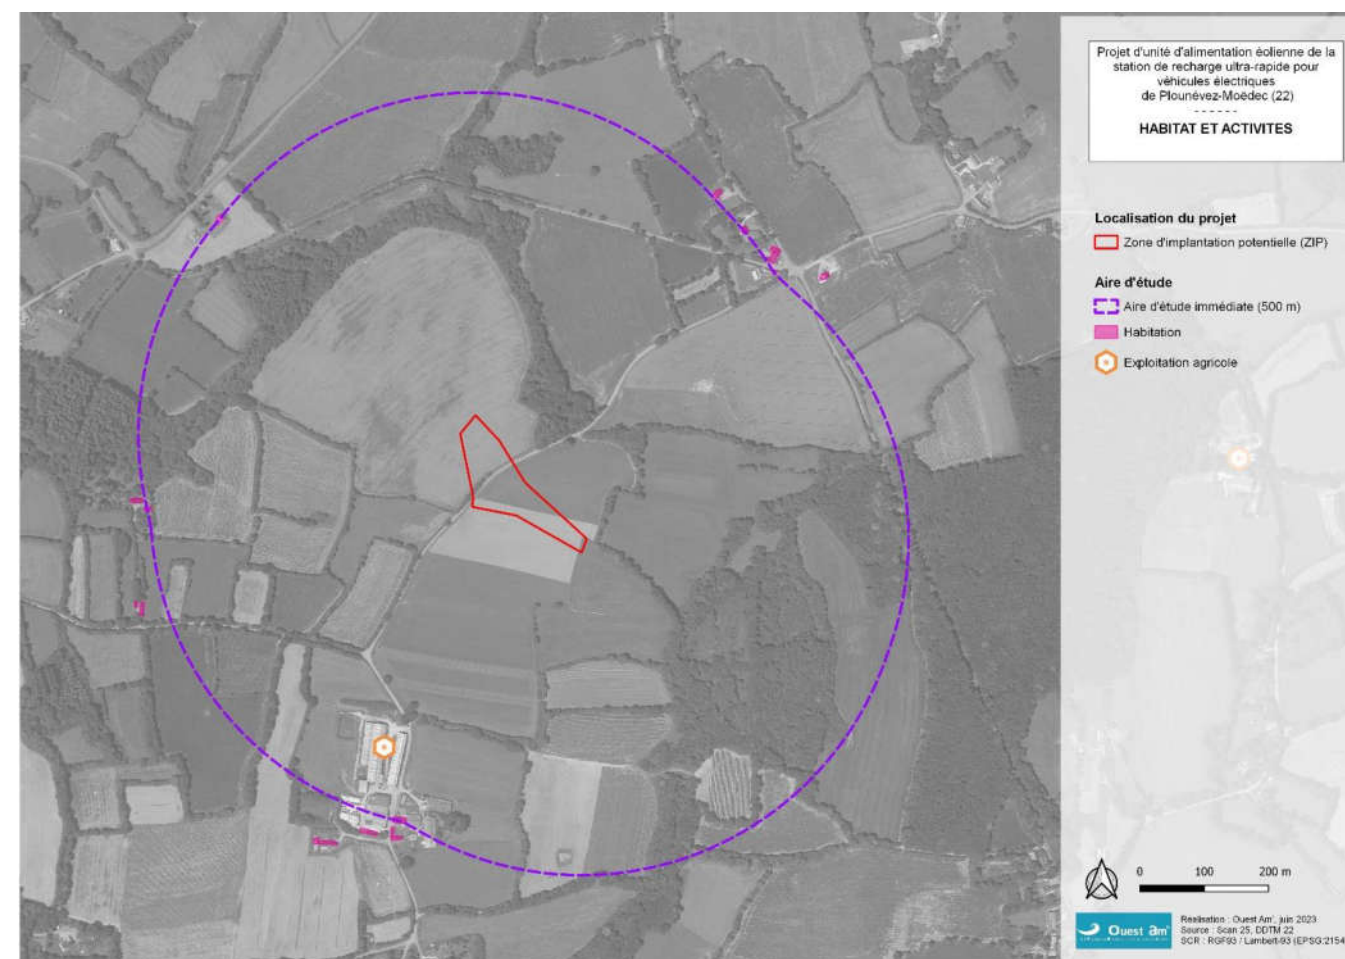 Projet d'unité d'alimentation éolienne de la
station de recharge ultra-rapide pour
véhicules électriques
de Plounévez-Moëdec (22)
- - - - - -
HABITAT ET ACTIVITES
Localisation du projet
Zone d'implantation potentielle (ZIP)
Aire d'étude
Aire d'étude immédiate (500 m)
Habitation
Exploitation agricole
0 100 200 m
Ouest am'
Réalisation : Ouest Am', juin 2023
Source : Scan 25, DDTM 22
SCR : RGF93 / Lambert-93 (EPSG:2154